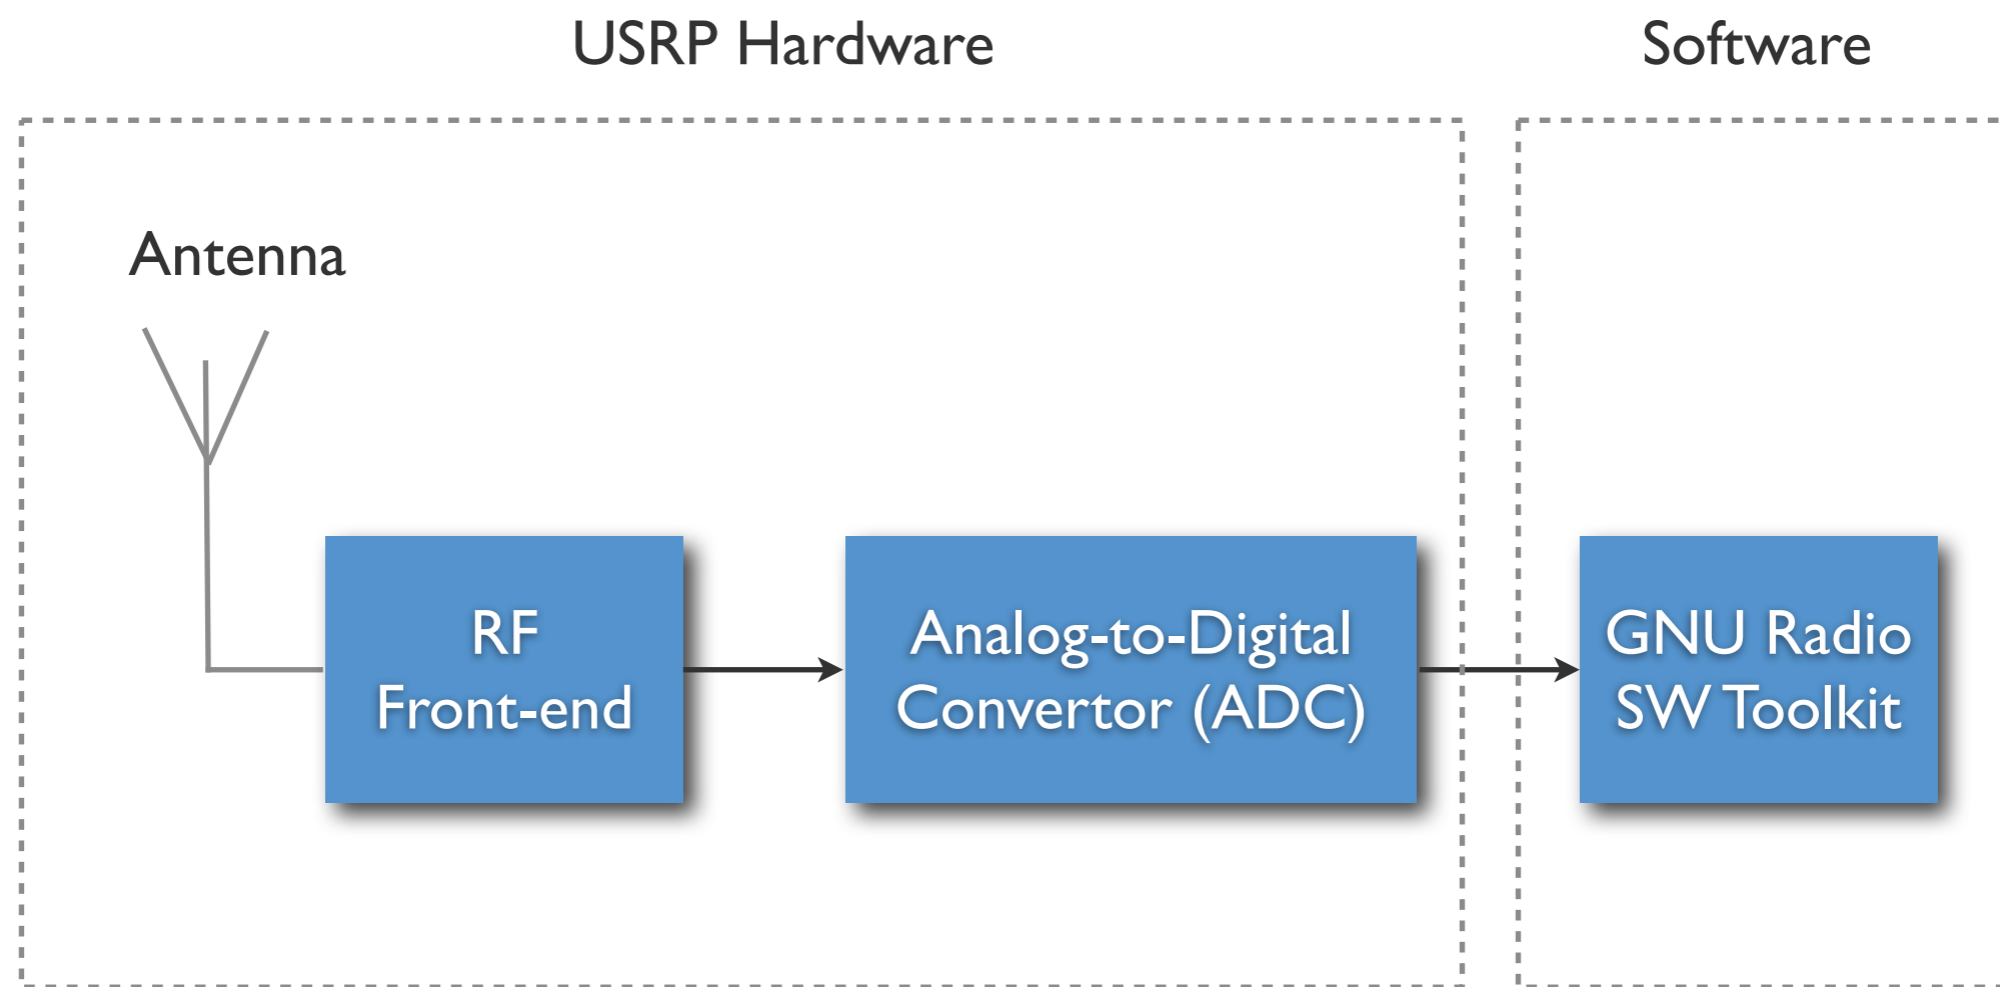 USRP Hardware
Software
Antenna
RF
Front-end
Analog-to-Digital
Convertor (ADC)
GNU Radio
SW Toolkit